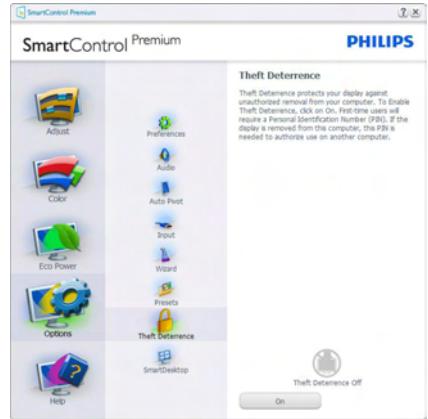 SmartControl Premium
SmartControl Premium
PHILIPS
Adjust
Color
Eco Power
Options
Help
Preferences
Audio
Auto Pivot
Input
Wizard
Presets
Theft Deterrence
SmartDesktop
Theft Deterrence
Theft Deterrence protects your display against
unauthorized removal from your computer. To Enable
Theft Deterrence, click on On. First-time users will
require a Personal Identification Number (PIN). If the
display is removed from this computer, this PIN is
needed to authorize use on another computer.
Theft Deterrence Off
On